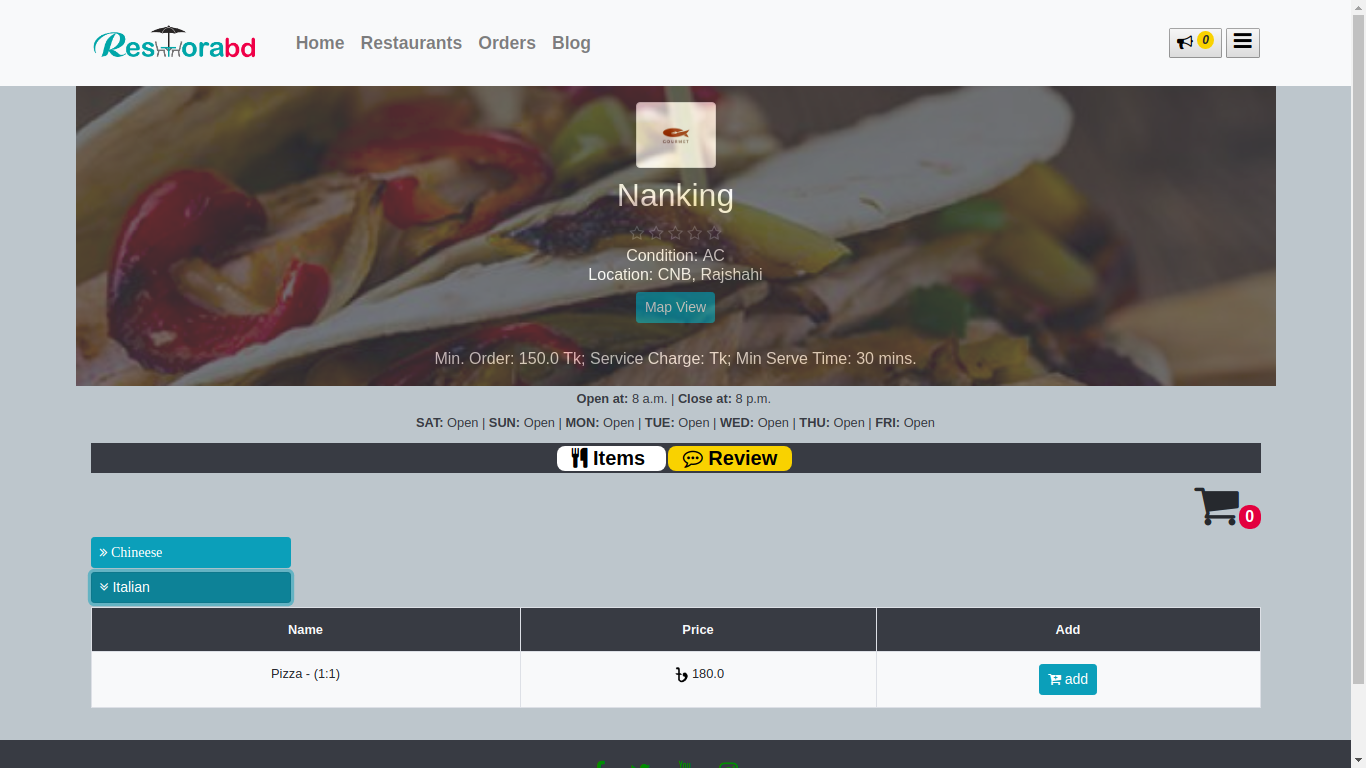 Restorabd
Home Restaurants Orders Blog
0
GOURMET
Nanking
Condition: AC
Location: CNB, Rajshahi
Map View
Min. Order: 150.0 Tk; Service Charge: Tk; Min Serve Time: 30 mins.
Open at: 8 a.m. | Close at: 8 p.m.
SAT: Open | SUN: Open | MON: Open | TUE: Open | WED: Open | THU: Open | FRI: Open
Items Review
0
» Chineese
Italian
Name Price Add
Pizza - (1:1) ৳ 180.0 add